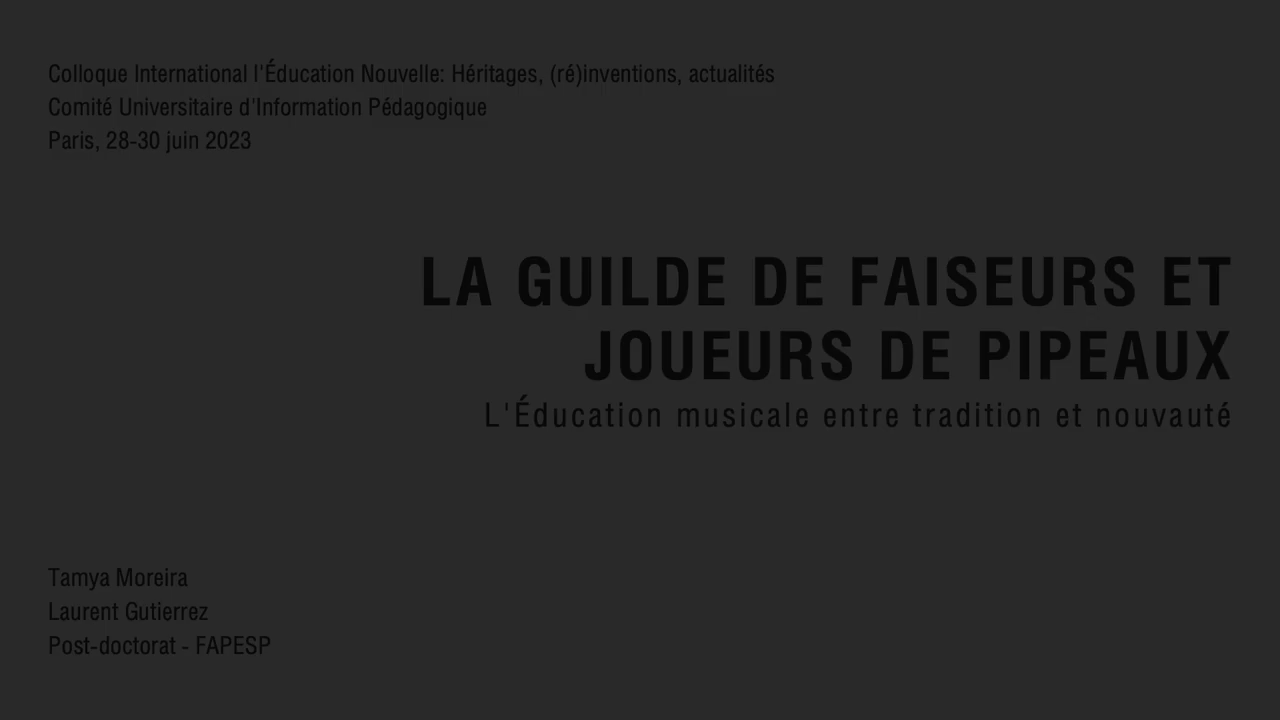 Colloque International l'Éducation Nouvelle: Héritages, (ré)inventions, actualités
Comité Universitaire d'Information Pédagogique
Paris, 28-30 juin 2023
LA GUILDE DE FAISEURS ET
JOUEURS DE PIPEAUX
L'Éducation musicale entre tradition et nouvauté
Tamya Moreira
Laurent Gutierrez
Post-doctorat - FAPESP